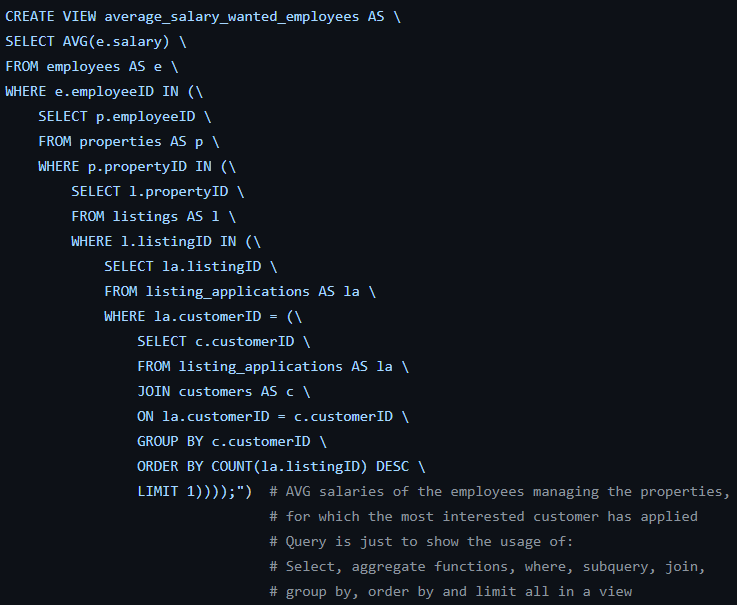 CREATE VIEW average_salary_wanted_employees AS \
SELECT AVG(e.salary) \
FROM employees AS e \
WHERE e.employeeID IN (\
    SELECT p.employeeID \
    FROM properties AS p \
    WHERE p.propertyID IN (\
        SELECT l.propertyID \
        FROM listings AS l \
        WHERE l.listingID IN (\
            SELECT la.listingID \
            FROM listing_applications AS la \
            WHERE la.customerID = (\
                SELECT c.customerID \
                FROM listing_applications AS la \
                JOIN customers AS c \
                ON la.customerID = c.customerID \
                GROUP BY c.customerID \
                ORDER BY COUNT(la.listingID) DESC \
                LIMIT 1))));")  # AVG salaries of the employees managing the properties,
                                # for which the most interested customer has applied
                                # Query is just to show the usage of:
                                # Select, aggregate functions, where, subquery, join,
                                # group by, order by and limit all in a view